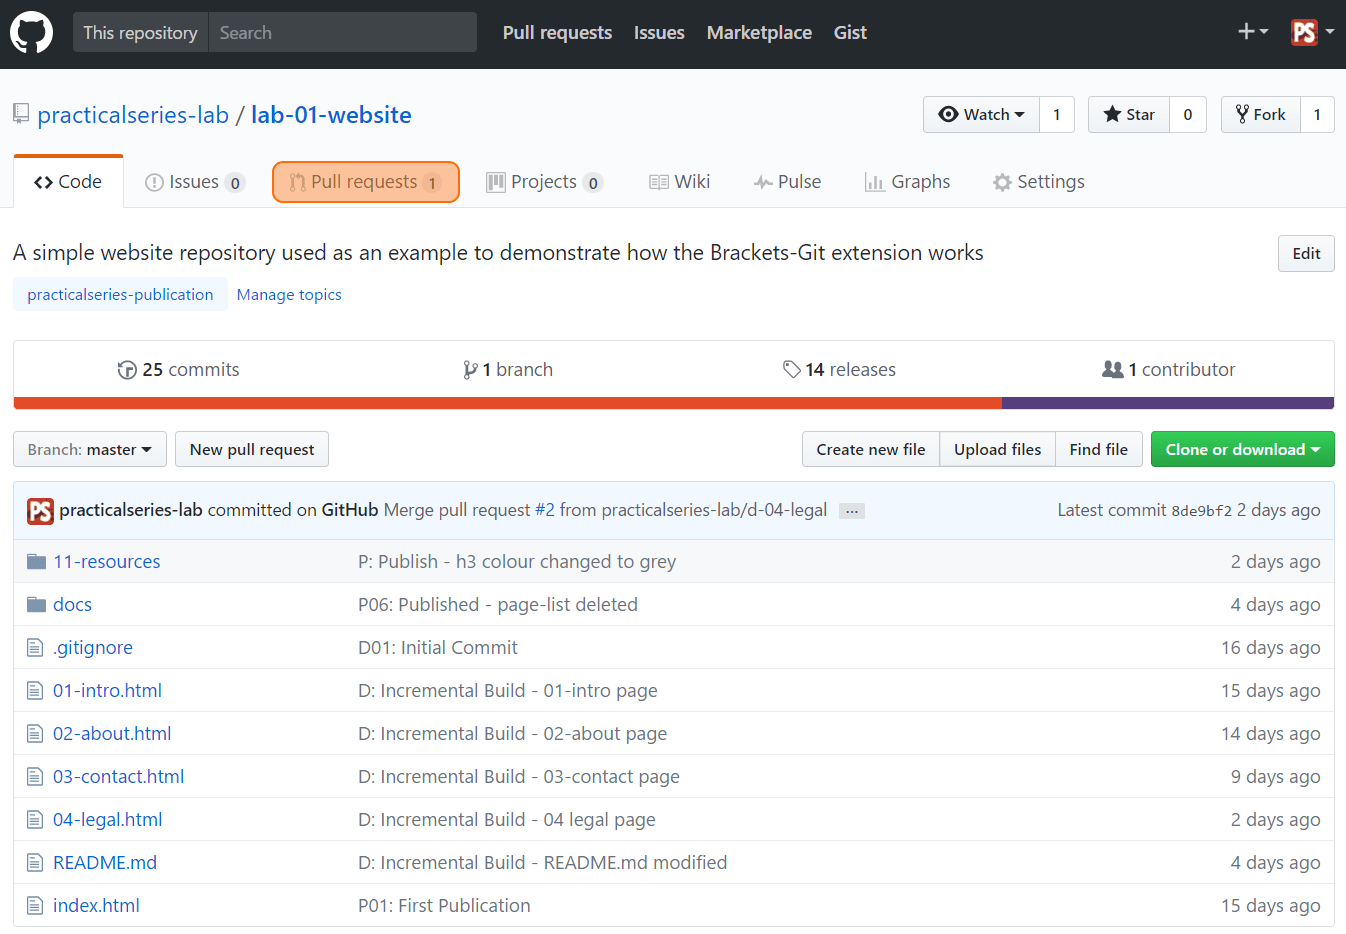 This repository Search Pull requests Issues Marketplace Gist PS
practicalseries-lab / lab-01-website Watch 1 Star 0 Fork 1
Code Issues 0 Pull requests 1 Projects 0 Wiki Pulse Graphs Settings
A simple website repository used as an example to demonstrate how the Brackets-Git extension works Edit
practicalseries-publication Manage topics
25 commits 1 branch 14 releases 1 contributor
Branch: master New pull request Create new file Upload files Find file Clone or download
PS practicalseries-lab committed on GitHub Merge pull request #2 from practicalseries-lab/d-04-legal ... Latest commit 8de9bf2 2 days ago
11-resources P: Publish - h3 colour changed to grey 2 days ago
docs P06: Published - page-list deleted 4 days ago
.gitignore D01: Initial Commit 16 days ago
01-intro.html D: Incremental Build - 01-intro page 15 days ago
02-about.html D: Incremental Build - 02-about page 14 days ago
03-contact.html D: Incremental Build - 03-contact page 9 days ago
04-legal.html D: Incremental Build - 04 legal page 2 days ago
README.md D: Incremental Build - README.md modified 4 days ago
index.html P01: First Publication 15 days ago